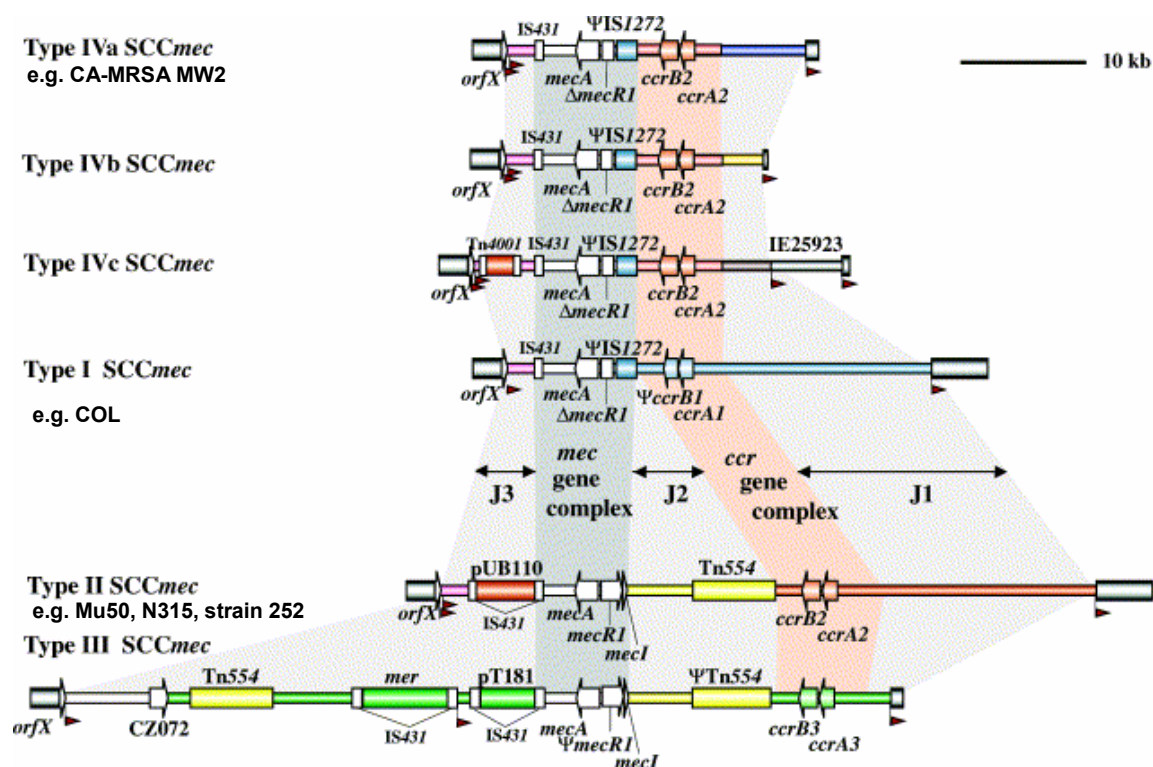 IS431 ΨIS1272
Type IVa SCCmec
e.g. CA-MRSA MW2
10 kb
orfX mecA ΔmecR1 ccrB2 ccrA2
IS431 ΨIS1272
Type IVb SCCmec
orfX mecA ΔmecR1 ccrB2 ccrA2
Tn4001 IS431 ΨIS1272 IE25923
Type IVc SCCmec
orfX mecA ΔmecR1 ccrB2 ccrA2
IS431 ΨIS1272
Type I SCCmec
e.g. COL
orfX mecA ΔmecR1 ΨccrB1 ccrA1
J3 mec gene complex J2 ccr gene complex J1
pUB110 Tn554
Type II SCCmec
e.g. Mu50, N315, strain 252
orfX IS431 mecA mecR1 mecI ccrB2 ccrA2
Type III SCCmec
Tn554 mer pT181 ΨTn554
orfX CZ072 IS431 IS431 mecA ΨmecR1 mecI ccrB3 ccrA3